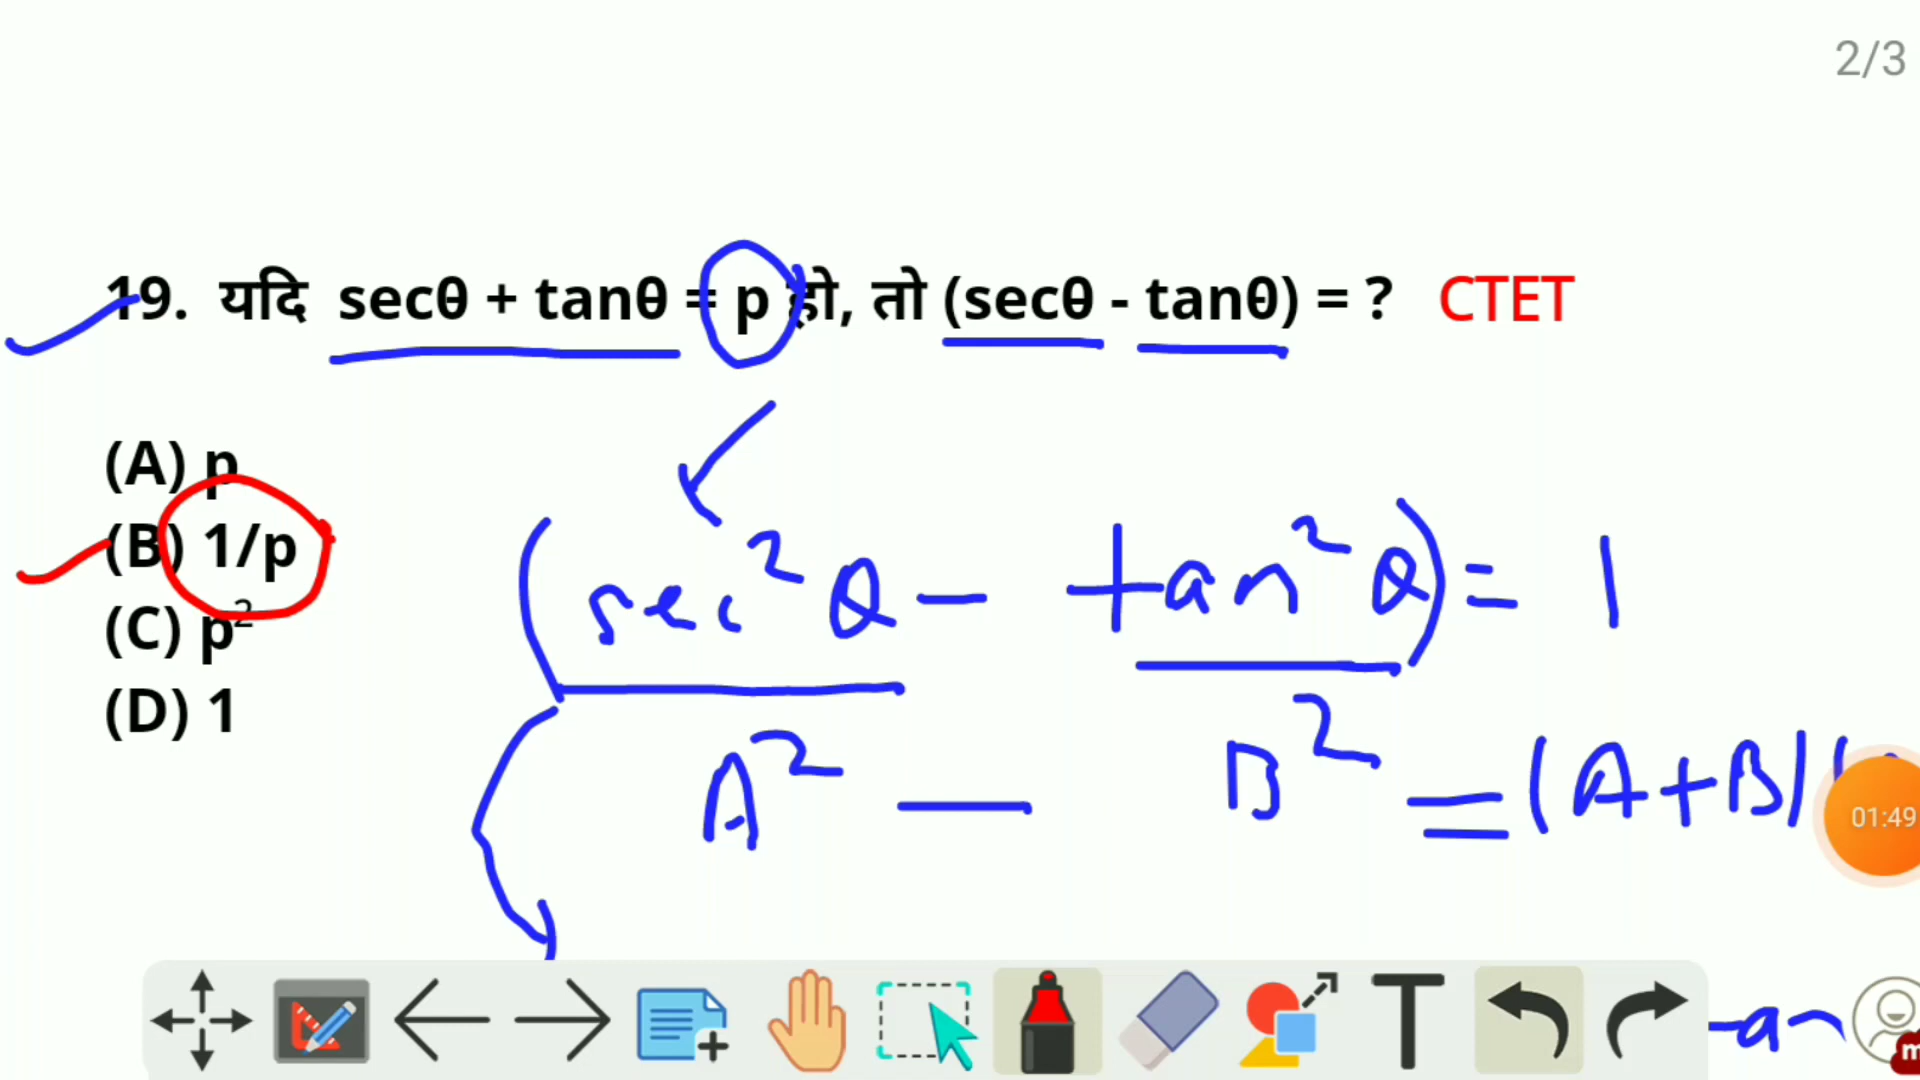 2/3
19. यदि secθ + tanθ = p हो, तो (secθ - tanθ) = ? CTET
(A) p
(B) 1/p
(C) p²
(D) 1
(sec²θ - tan²θ) = 1
A² - B² = (A+B)(
01:49
T